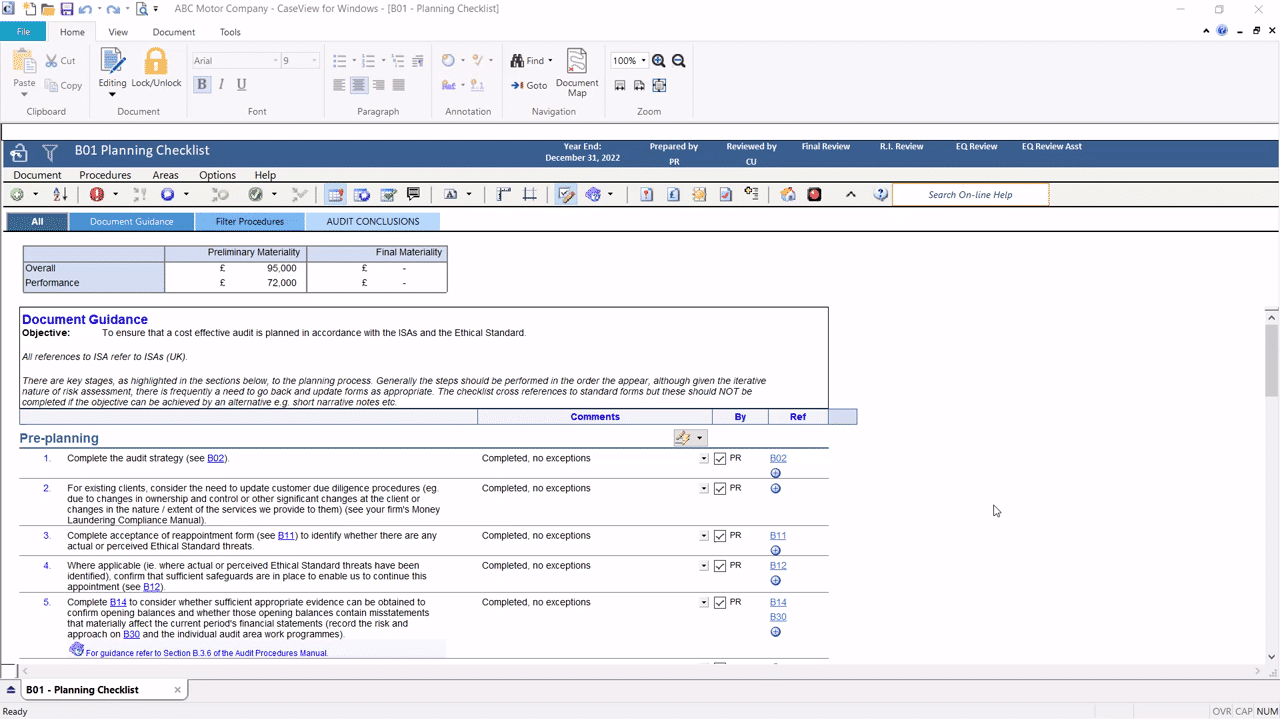 ABC Motor Company - CaseView for Windows - [B01 - Planning Checklist]
File Home View Document Tools
Paste Cut Copy Editing Lock/Unlock Arial 9 B I U Find Goto Document Map 100%
Clipboard Document Font Paragraph Annotation Navigation Zoom
B01 Planning Checklist
Year End: December 31, 2022
Prepared by PR
Reviewed by CU
Final Review R.I. Review EQ Review EQ Review Asst
Document Procedures Areas Options Help
Search On-line Help
All Document Guidance Filter Procedures AUDIT CONCLUSIONS
Preliminary Materiality Final Materiality
Overall £ 95,000 £ -
Performance £ 72,000 £ -
Document Guidance
Objective: To ensure that a cost effective audit is planned in accordance with the ISAs and the Ethical Standard.
All references to ISA refer to ISAs (UK).
There are key stages, as highlighted in the sections below, to the planning process. Generally the steps should be performed in the order the appear, although given the iterative
nature of risk assessment, there is frequently a need to go back and update forms as appropriate. The checklist cross references to standard forms but these should NOT be
completed if the objective can be achieved by an alternative e.g. short narrative notes etc.
Comments By Ref
Pre-planning
1. Complete the audit strategy (see B02). Completed, no exceptions PR B02
2. For existing clients, consider the need to update customer due diligence procedures (eg. Completed, no exceptions PR
due to changes in ownership and control or other significant changes at the client or
changes in the nature / extent of the services we provide to them) (see your firm's Money
Laundering Compliance Manual).
3. Complete acceptance of reappointment form (see B11) to identify whether there are any Completed, no exceptions PR B11
actual or perceived Ethical Standard threats.
4. Where applicable (ie. where actual or perceived Ethical Standard threats have been Completed, no exceptions PR B12
identified), confirm that sufficient safeguards are in place to enable us to continue this
appointment (see B12).
5. Complete B14 to consider whether sufficient appropriate evidence can be obtained to Completed, no exceptions PR B14
confirm opening balances and whether those opening balances contain misstatements B30
that materially affect the current period's financial statements (record the risk and
approach on B30 and the individual audit area work programmes).
For guidance refer to Section B.3.6 of the Audit Procedures Manual.
B01 - Planning Checklist
Ready OVR CAP NUM